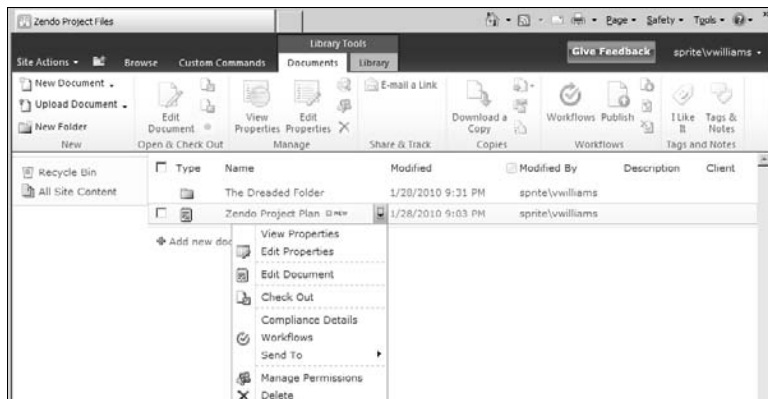 Zendo Project Files
Page Safety Tools
Library Tools
Give Feedback sprite\vwilliams
Site Actions Browse Custom Commands Documents Library
New Document
Upload Document
New Folder
Edit Document
View Properties
Edit Properties
E-mail a Link
Download a Copy
Workflows
Publish
I Like It
Tags & Notes
New Open & Check Out Manage Share & Track Copies Workflows Tags and Notes
Recycle Bin
All Site Content
Type Name Modified Modified By Description Client
The Dreaded Folder 1/28/2010 9:31 PM sprite\vwilliams
Zendo Project Plan NEW 1/28/2010 9:03 PM sprite\vwilliams
Add new doc
View Properties
Edit Properties
Edit Document
Check Out
Compliance Details
Workflows
Send To
Manage Permissions
Delete